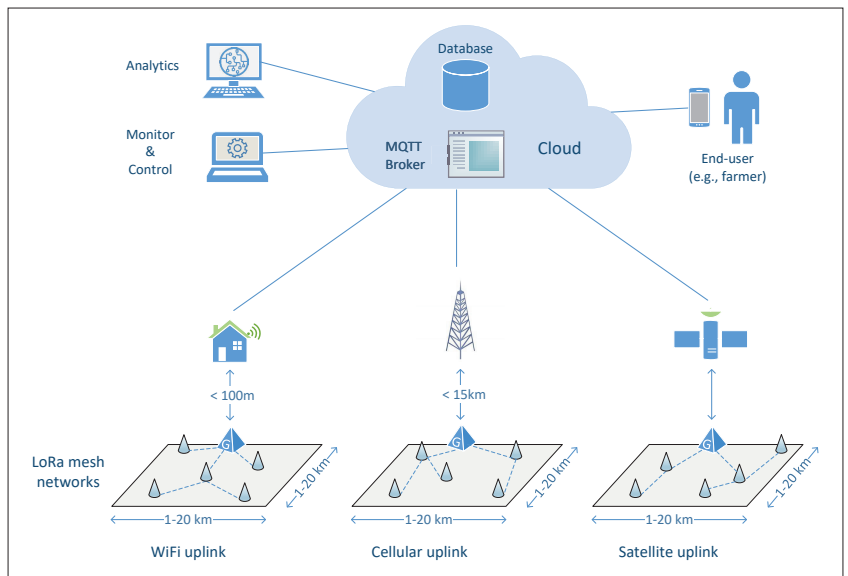 Database
Analytics
Monitor
&
Control
MQTT
Broker
Cloud
End-user
(e.g., farmer)
< 100m
< 15km
LoRa mesh
networks
G
G
G
1-20 km
1-20 km
1-20 km
1-20 km
1-20 km
1-20 km
WiFi uplink
Cellular uplink
Satellite uplink